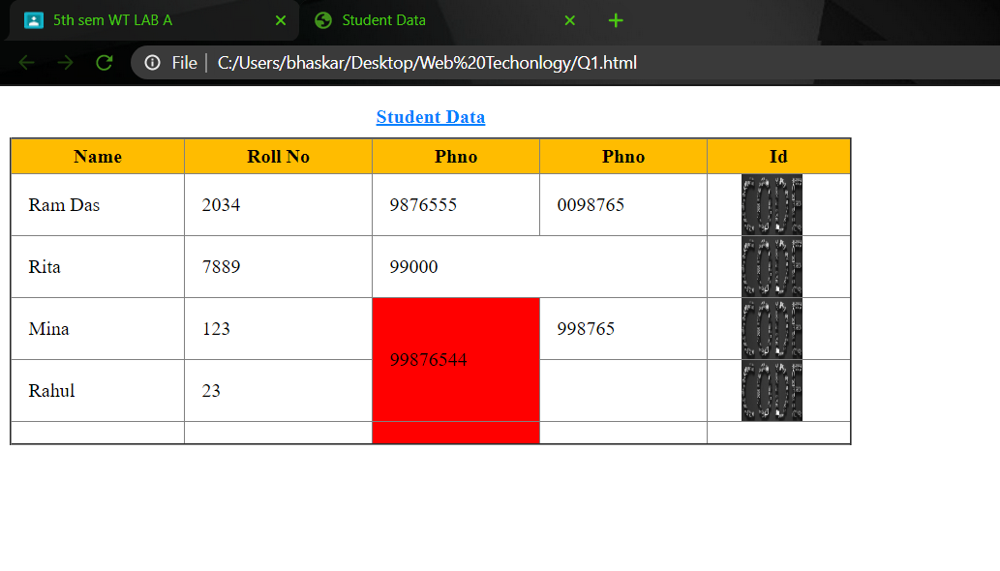 5th sem WT LAB A
Student Data
File
C:/Users/bhaskar/Desktop/Web%20Techonlogy/Q1.html
Student Data
Name Roll No Phno Phno Id
Ram Das 2034 9876555 0098765
Rita 7889 99000
Mina 123 998765
99876544
Rahul 23